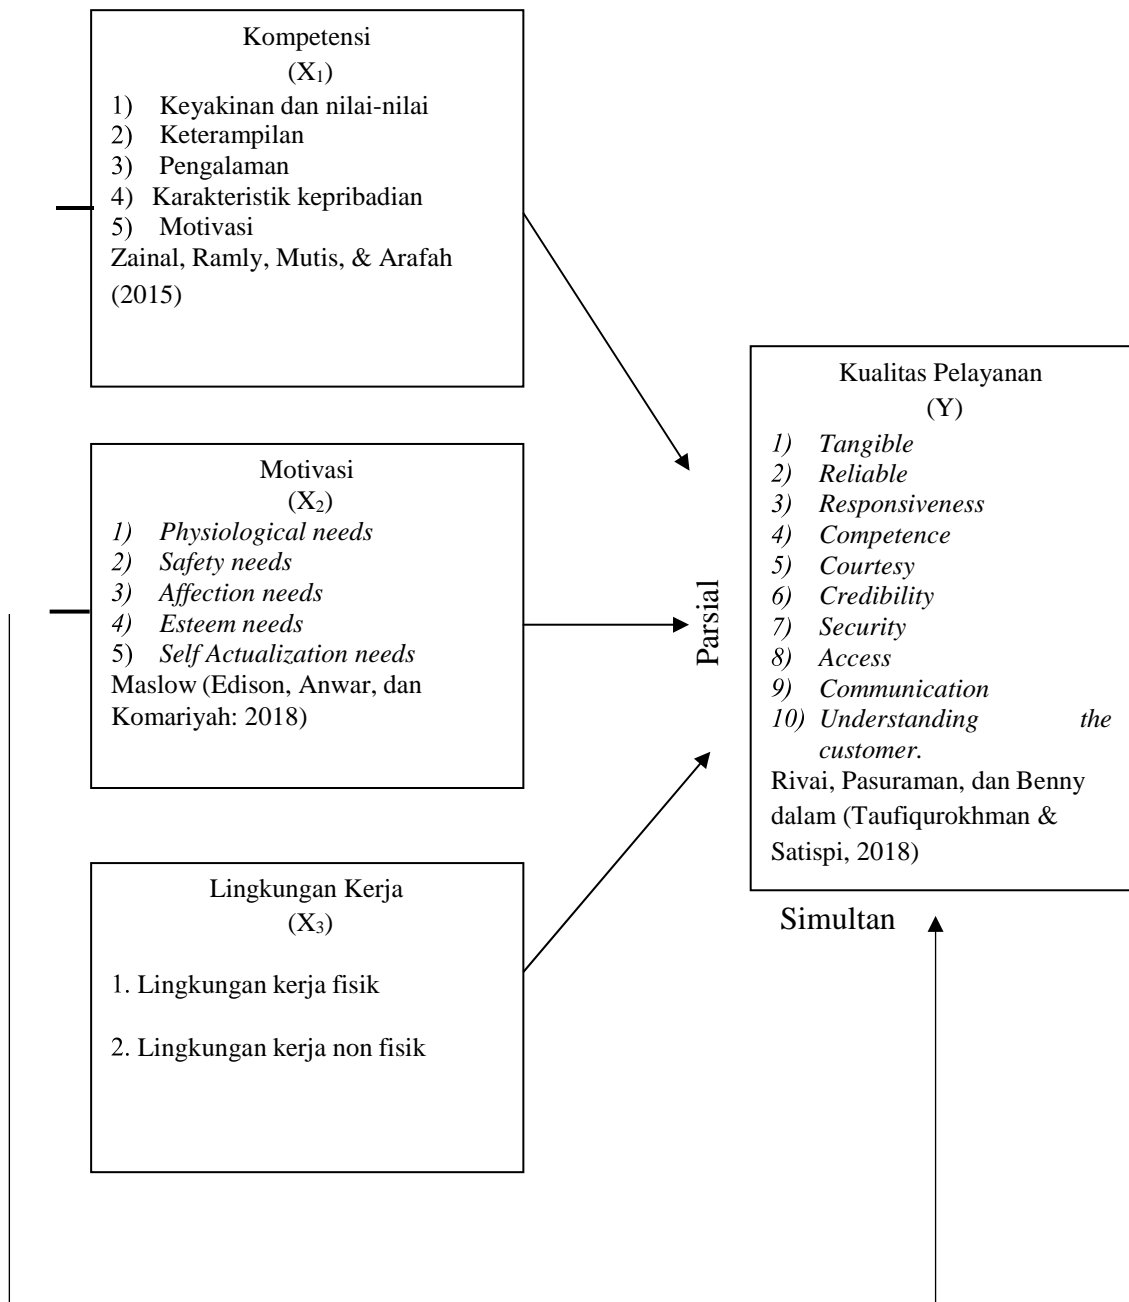 Kompetensi
(X1)
1) Keyakinan dan nilai-nilai
2) Keterampilan
3) Pengalaman
4) Karakteristik kepribadian
5) Motivasi
Zainal, Ramly, Mutis, & Arafah
(2015)
Motivasi
(X2)
1) Physiological needs
2) Safety needs
3) Affection needs
4) Esteem needs
5) Self Actualization needs
Maslow (Edison, Anwar, dan
Komariyah: 2018)
Lingkungan Kerja
(X3)
1. Lingkungan kerja fisik
2. Lingkungan kerja non fisik
Parsial
Kualitas Pelayanan
(Y)
1) Tangible
2) Reliable
3) Responsiveness
4) Competence
5) Courtesy
6) Credibility
7) Security
8) Access
9) Communication
10) Understanding the
customer.
Rivai, Pasuraman, dan Benny
dalam (Taufiqurokhman &
Satispi, 2018)
Simultan